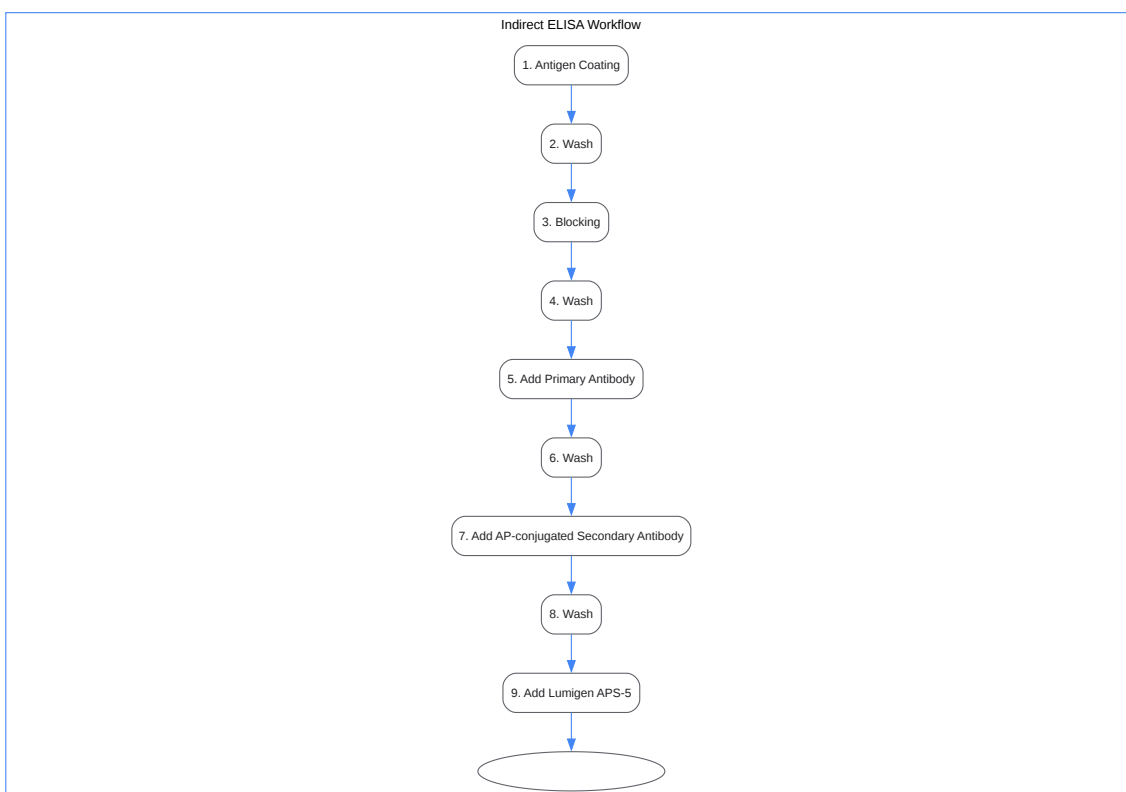 Indirect ELISA Workflow
1. Antigen Coating
2. Wash
3. Blocking
4. Wash
5. Add Primary Antibody
6. Wash
7. Add AP-conjugated Secondary Antibody
8. Wash
9. Add Lumigen APS-5